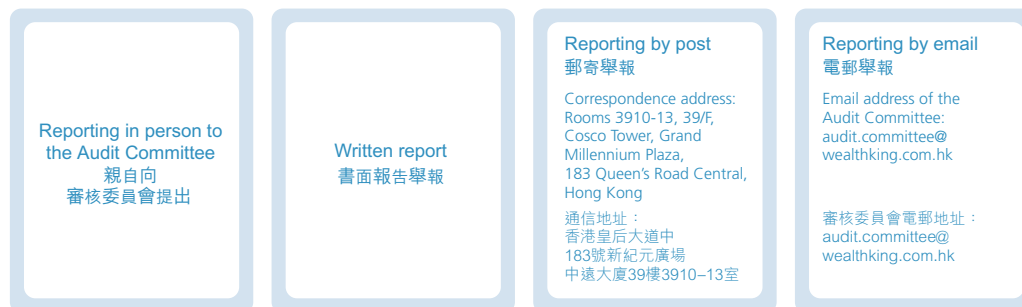 Reporting in person to
the Audit Committee
親自向
審核委員會提出
Written report
書面報告舉報
Reporting by post
郵寄舉報
Correspondence address:
Rooms 3910-13, 39/F,
Cosco Tower, Grand
Millennium Plaza,
183 Queen's Road Central,
Hong Kong
通信地址：
香港皇后大道中
183號新紀元廣場
中遠大廈39樓3910–13室
Reporting by email
電郵舉報
Email address of the
Audit Committee:
audit.committee@
wealthking.com.hk
審核委員會電郵地址：
audit.committee@
wealthking.com.hk